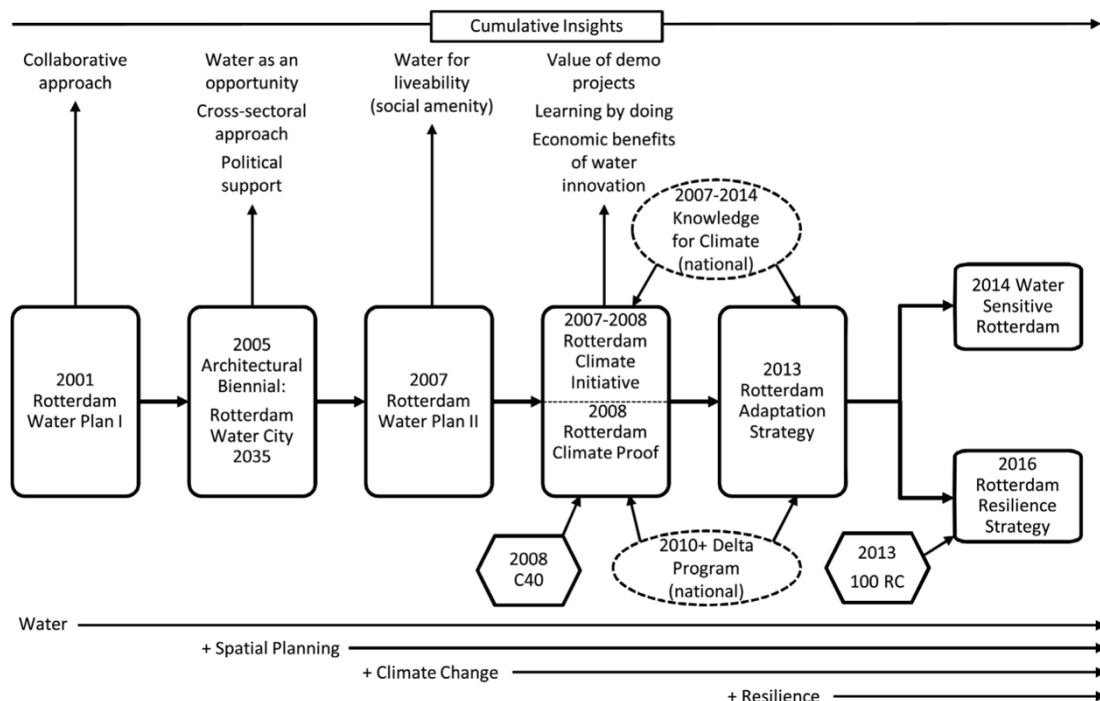 Cumulative Insights
Collaborative
approach
Water as an
opportunity
Cross-sectoral
approach
Political
support
Water for
liveability
(social amenity)
Value of demo
projects
Learning by doing
Economic benefits
of water
innovation
2007-2014
Knowledge
for Climate
(national)
2001
Rotterdam
Water Plan I
2005
Architectural
Biennial:
Rotterdam
Water City
2035
2007
Rotterdam
Water Plan II
2007-2008
Rotterdam
Climate
Initiative
2008
Rotterdam
Climate Proof
2013
Rotterdam
Adaptation
Strategy
2014 Water
Sensitive
Rotterdam
2016
Rotterdam
Resilience
Strategy
2008
C40
2010+ Delta
Program
(national)
2013
100 RC
Water
+ Spatial Planning
+ Climate Change
+ Resilience